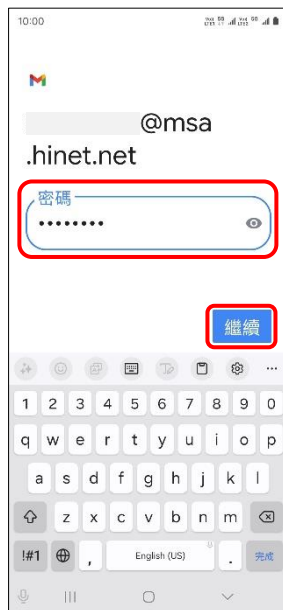 10:00
@msa
.hinet.net
密碼
••••••••
繼續
1 2 3 4 5 6 7 8 9 0
q w e r t y u i o p
a s d f g h j k l
z x c v b n m
!#1 , English (US) . 完成